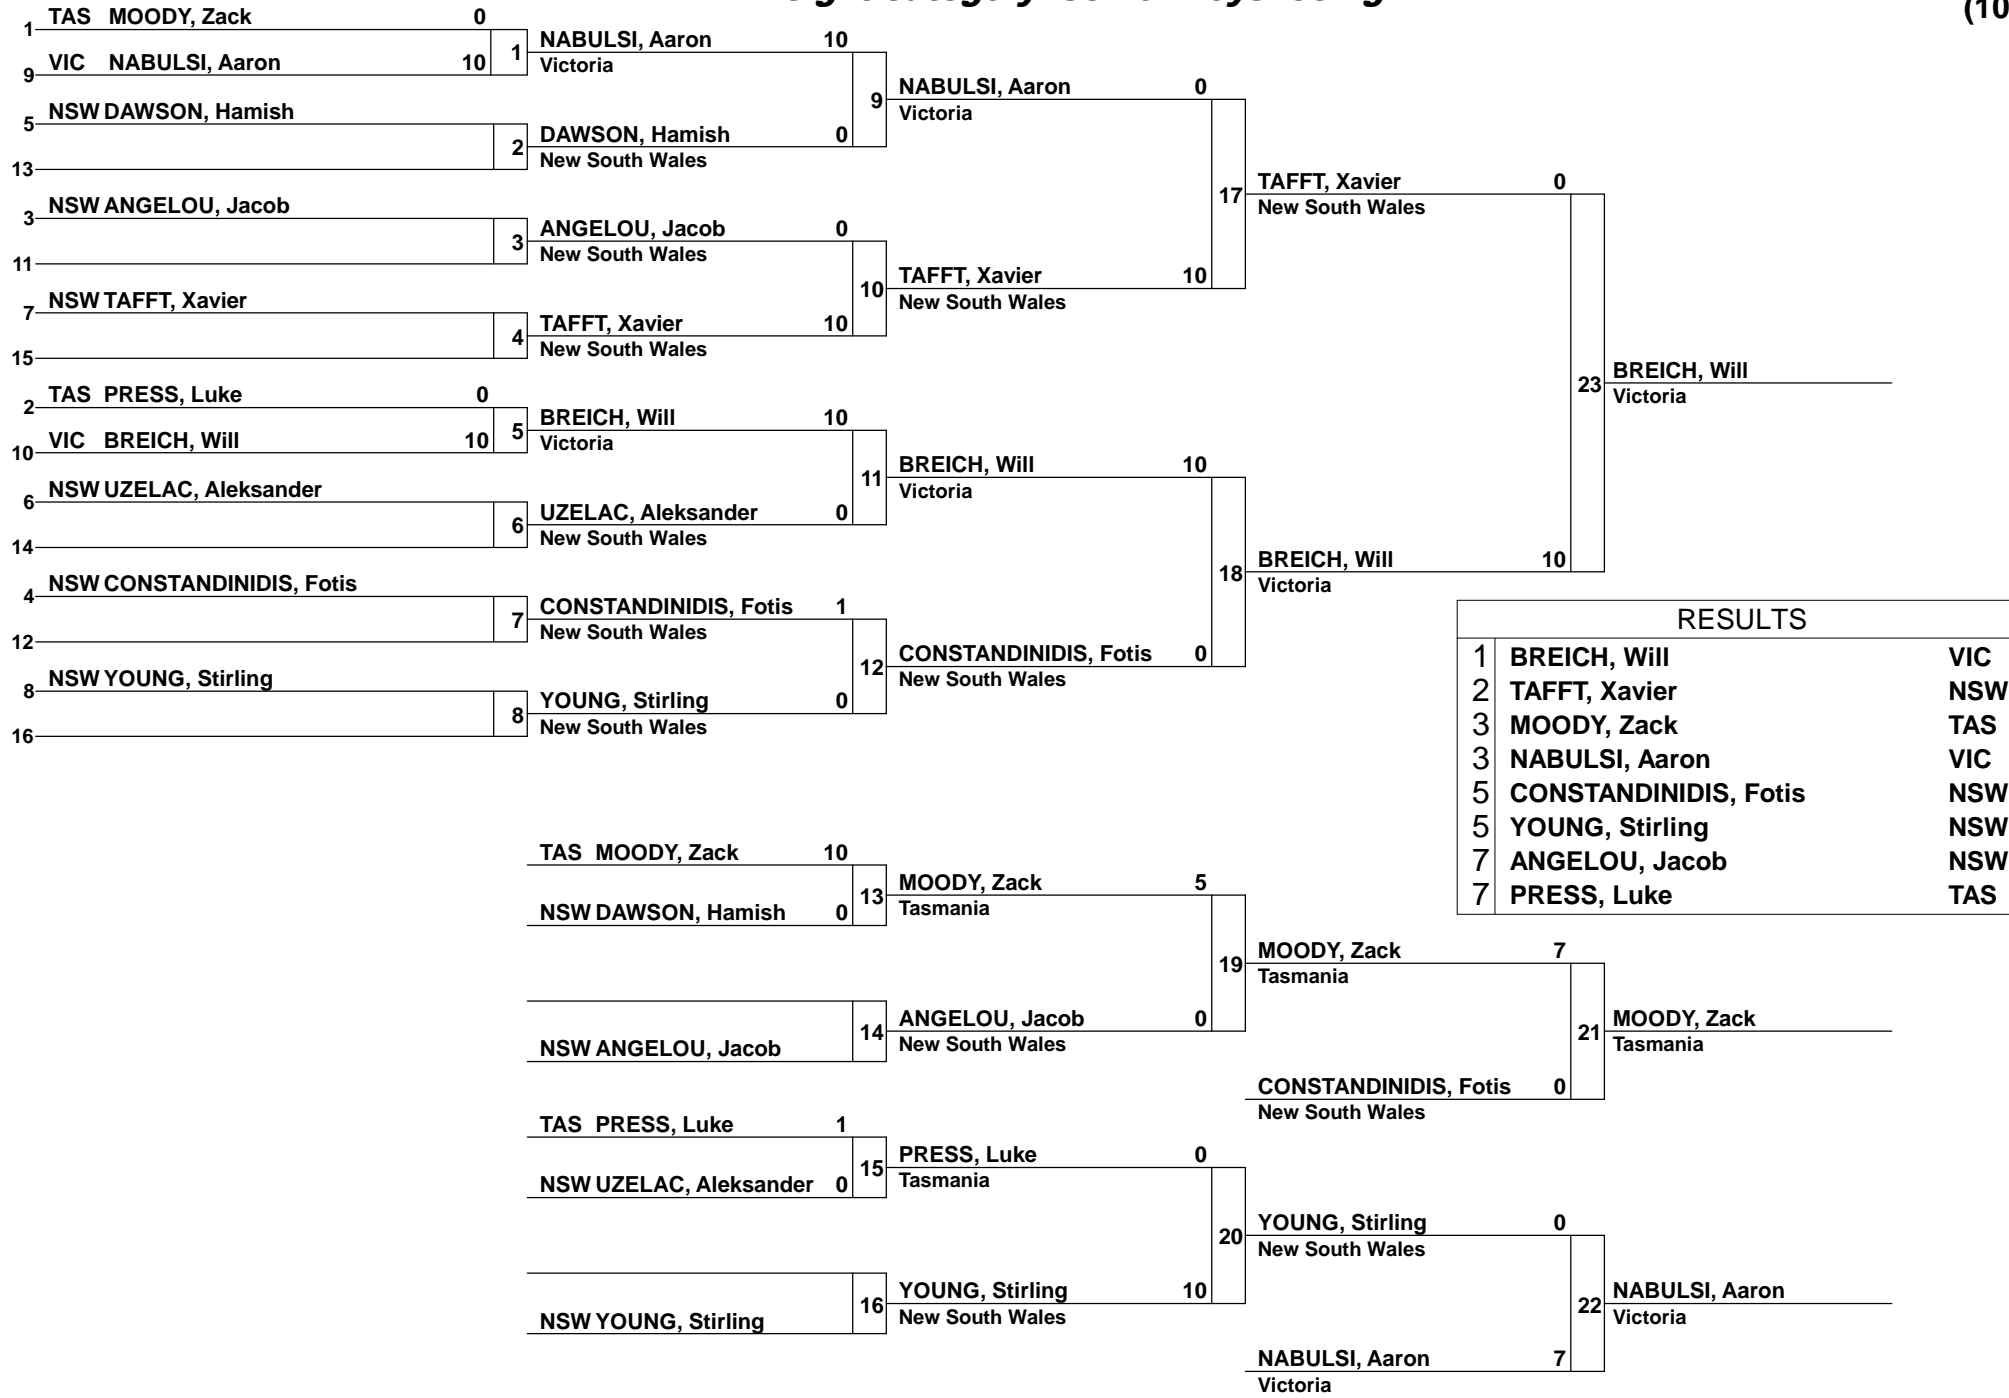 (10
1 TAS MOODY, Zack 0
9 VIC NABULSI, Aaron 10
1
5 NSW DAWSON, Hamish
13
2
3 NSW ANGELOU, Jacob
11
3
7 NSW TAFFT, Xavier
15
4
2 TAS PRESS, Luke 0
10 VIC BREICH, Will 10
5
6 NSW UZELAC, Aleksander
14
6
4 NSW CONSTANDINIDIS, Fotis
12
7
8 NSW YOUNG, Stirling
16
8
NABULSI, Aaron 10
Victoria
DAWSON, Hamish 0
New South Wales
9
ANGELOU, Jacob 0
New South Wales
TAFFT, Xavier 10
New South Wales
10
BREICH, Will 10
Victoria
UZELAC, Aleksander 0
New South Wales
11
CONSTANDINIDIS, Fotis 1
New South Wales
YOUNG, Stirling 0
New South Wales
12
NABULSI, Aaron 0
Victoria
TAFFT, Xavier 10
New South Wales
17
BREICH, Will 10
Victoria
CONSTANDINIDIS, Fotis 0
New South Wales
18
TAFFT, Xavier 0
New South Wales
BREICH, Will 10
Victoria
23
BREICH, Will
Victoria
RESULTS
1 BREICH, Will VIC
2 TAFFT, Xavier NSW
3 MOODY, Zack TAS
3 NABULSI, Aaron VIC
5 CONSTANDINIDIS, Fotis NSW
5 YOUNG, Stirling NSW
7 ANGELOU, Jacob NSW
7 PRESS, Luke TAS
TAS MOODY, Zack 10
NSW DAWSON, Hamish 0
13
NSW ANGELOU, Jacob
14
TAS PRESS, Luke 1
NSW UZELAC, Aleksander 0
15
NSW YOUNG, Stirling
16
MOODY, Zack 5
Tasmania
ANGELOU, Jacob 0
New South Wales
19
PRESS, Luke 0
Tasmania
YOUNG, Stirling 10
New South Wales
20
MOODY, Zack 7
Tasmania
CONSTANDINIDIS, Fotis 0
New South Wales
21
YOUNG, Stirling 0
New South Wales
NABULSI, Aaron 7
Victoria
22
MOODY, Zack
Tasmania
NABULSI, Aaron
Victoria